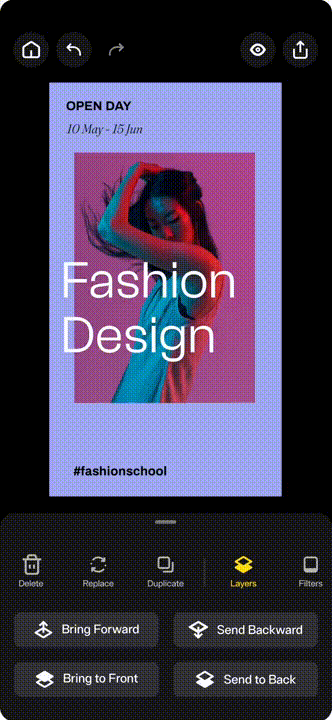 OPEN DAY
10 May - 15 Jun
Fashion
Design
#fashionschool
Delete
Replace
Duplicate
Layers
Filters
Bring Forward
Send Backward
Bring to Front
Send to Back